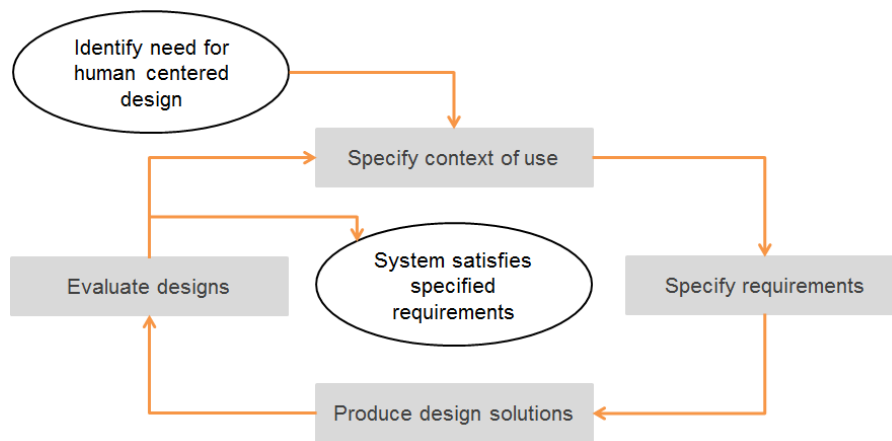 Identify need for
human centered
design
Specify context of use
System satisfies
specified
requirements
Evaluate designs
Specify requirements
Produce design solutions